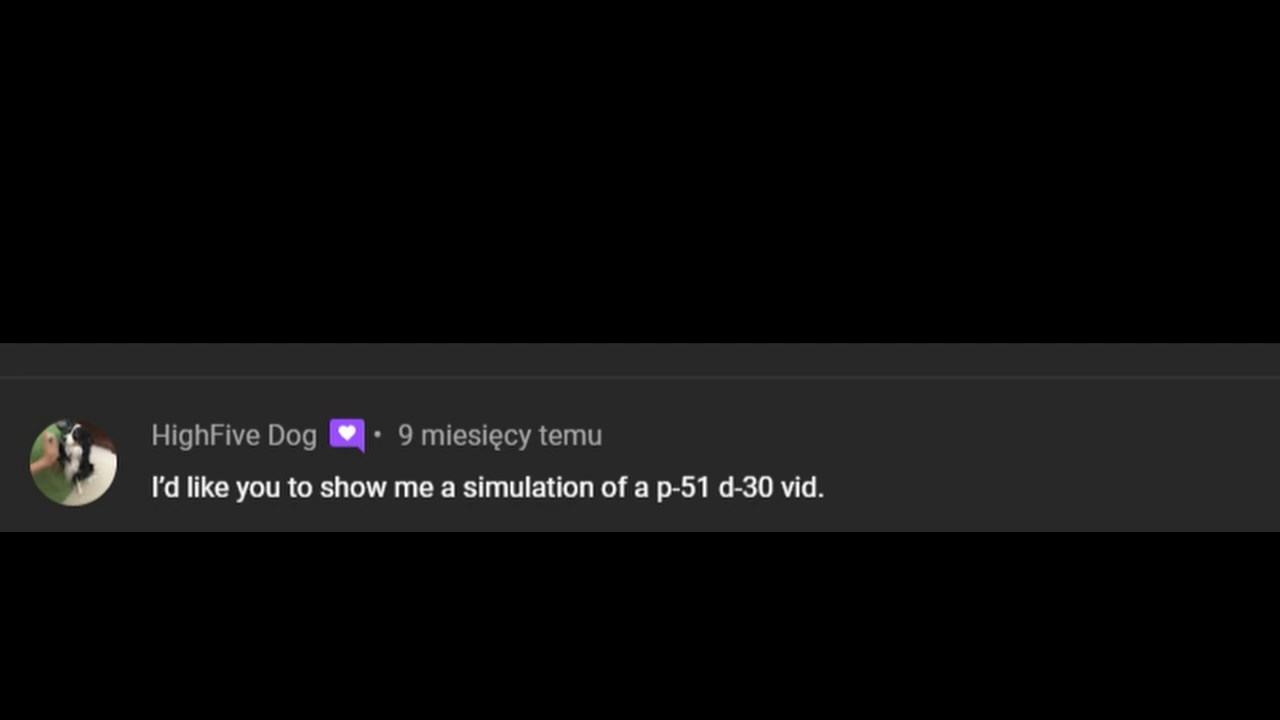 HighFive Dog • 9 miesięcy temu
I’d like you to show me a simulation of a p-51 d-30 vid.